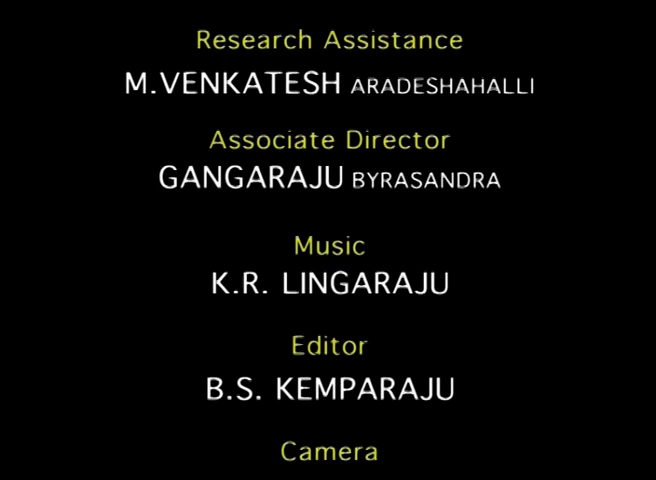 Research Assistance
M.VENKATESH ARADESHAHALLI
Associate Director
GANGARAJU BYRASANDRA
Music
K.R. LINGARAJU
Editor
B.S. KEMPARAJU
Camera